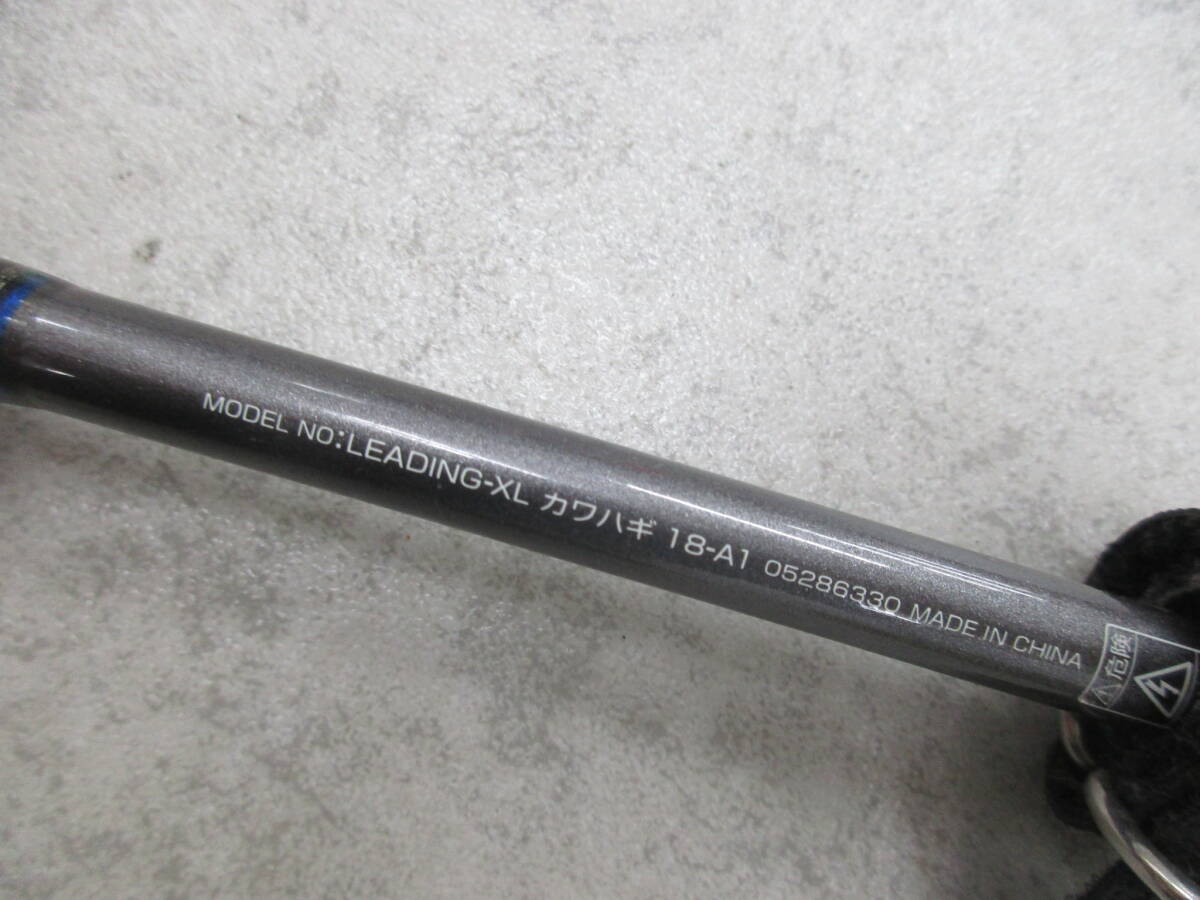 MODEL NO:LEADING-XL カワハギ 18-A1 05286330 MADE IN CHINA
危険